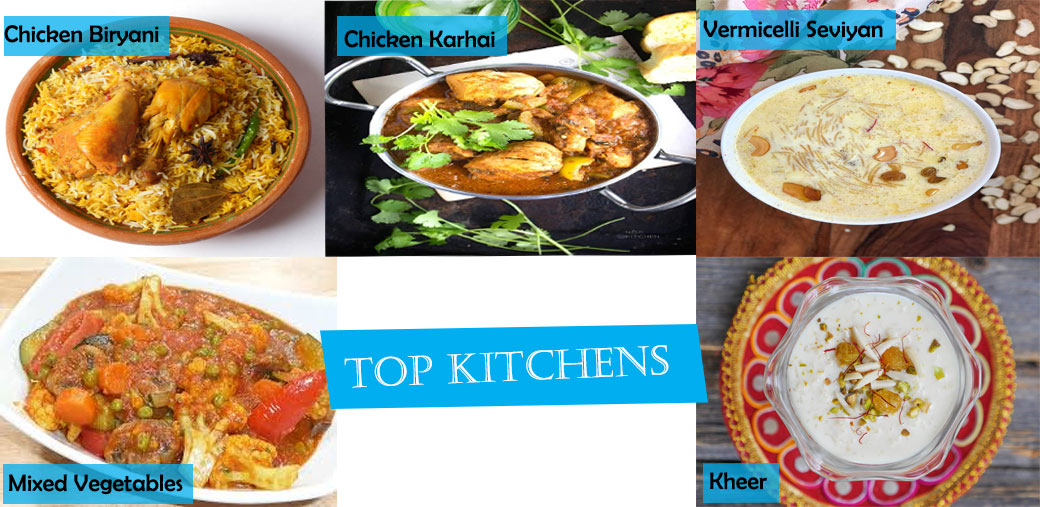 Chicken Biryani
Chicken Karhai
Vermicelli Seviyan
Mixed Vegetables
TOP KITCHENS
Kheer